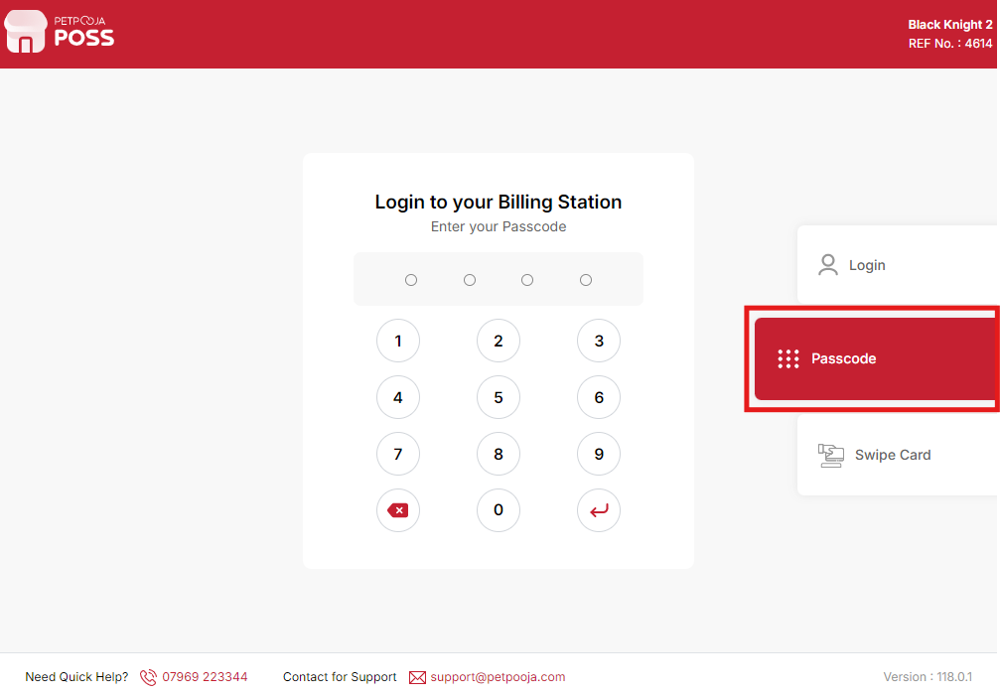 PETPOOJA
POSS
Black Knight 2
REF No. : 4614
Login to your Billing Station
Enter your Passcode
1 2 3
4 5 6
7 8 9
0
Login
Passcode
Swipe Card
Need Quick Help? 07969 223344 Contact for Support support@petpooja.com Version : 118.0.1